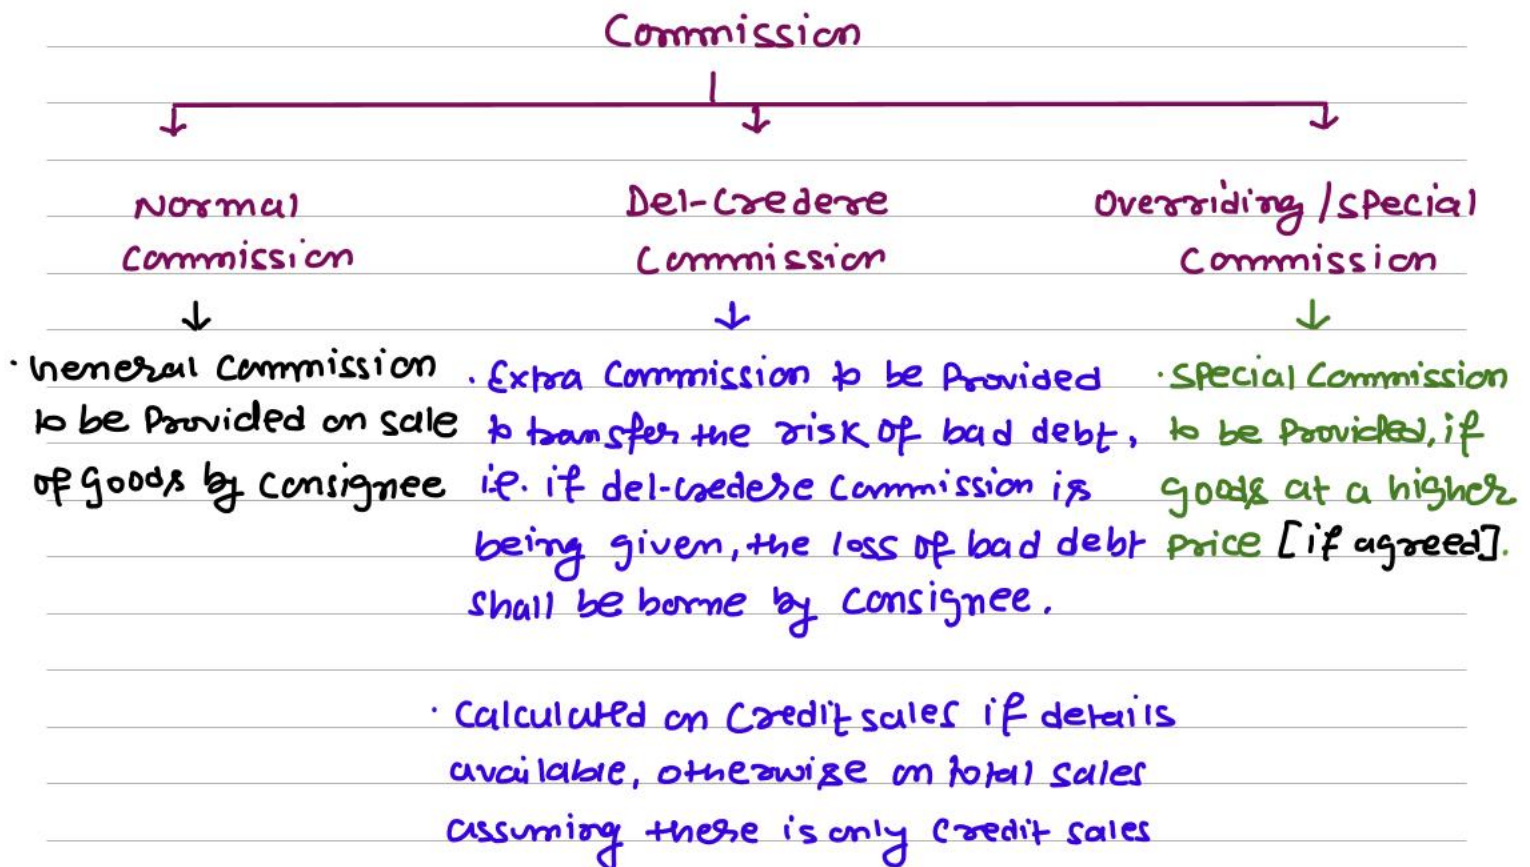 Commission
Normal
Commission
Del-Credere
Commission
Overriding / Special
Commission
· General Commission
to be Provided on sale
of goods by Consignee
· Extra Commission to be Provided
to transfer the risk of bad debt,
i.e. if del-credere Commission is
being given, the loss of bad debt
shall be borne by Consignee.
· Calculated on Credit sales if details
available, otherwise on total sales
assuming there is only Credit sales
· Special Commission
to be Provided, if
goods at a higher
Price [if agreed].